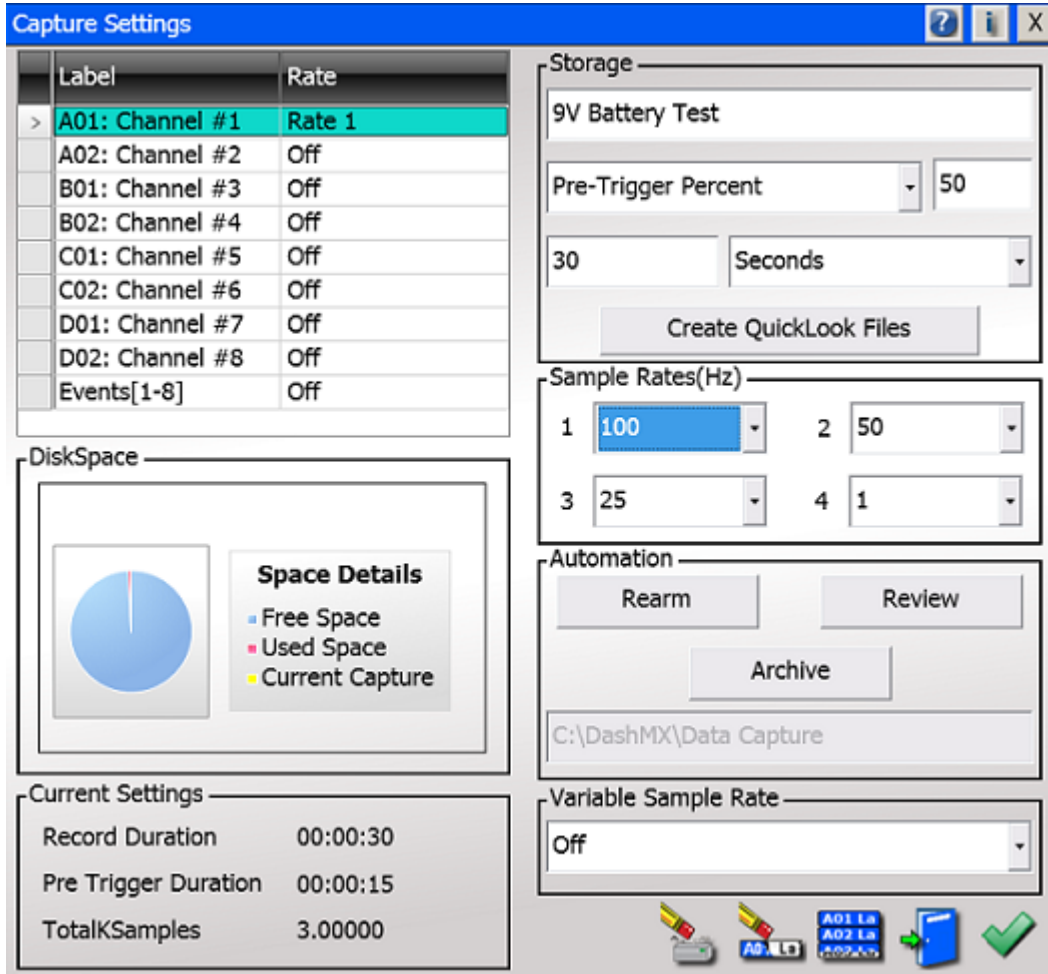 Capture Settings
? i X
Label Rate
> A01: Channel #1 Rate 1
A02: Channel #2 Off
B01: Channel #3 Off
B02: Channel #4 Off
C01: Channel #5 Off
C02: Channel #6 Off
D01: Channel #7 Off
D02: Channel #8 Off
Events[1-8] Off
DiskSpace
Space Details
Free Space
Used Space
Current Capture
Current Settings
Record Duration 00:00:30
Pre Trigger Duration 00:00:15
TotalKSamples 3.00000
Storage
9V Battery Test
Pre-Trigger Percent 50
30 Seconds
Create QuickLook Files
Sample Rates(Hz)
1 100 2 50
3 25 4 1
Automation
Rearm Review
Archive
C:\DashMX\Data Capture
Variable Sample Rate
Off
La
A01 La
A02 La